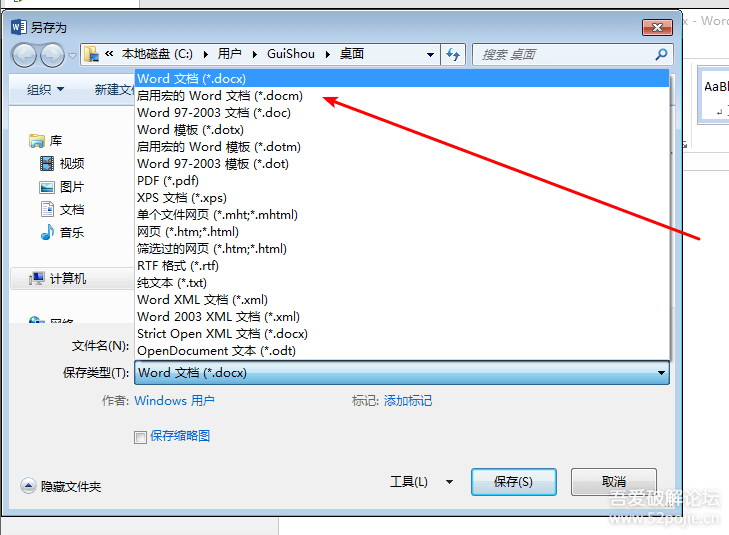 另存为
x - Word
« 本地磁盘 (C:) ▸ 用户 ▸ GuiShou ▸ 桌面
搜索 桌面
组织 ▼ 新建文
AaBl
Word 文档 (*.docx)
启用宏的 Word 文档 (*.docm)
Word 97-2003 文档 (*.doc)
Word 模板 (*.dotx)
启用宏的 Word 模板 (*.dotm)
Word 97-2003 模板 (*.dot)
PDF (*.pdf)
XPS 文档 (*.xps)
单个文件网页 (*.mht;*.mhtml)
网页 (*.htm;*.html)
筛选过的网页 (*.htm;*.html)
RTF 格式 (*.rtf)
纯文本 (*.txt)
Word XML 文档 (*.xml)
Word 2003 XML 文档 (*.xml)
Strict Open XML 文档 (*.docx)
OpenDocument 文本 (*.odt)
库
视频
图片
文档
音乐
计算机
网络
文件名(N):
保存类型(T): Word 文档 (*.docx)
作者: Windows 用户 标记: 添加标记
保存缩略图
隐藏文件夹 工具(L) 保存(S) 取消
吾爱破解论坛
www.52pojie.cn